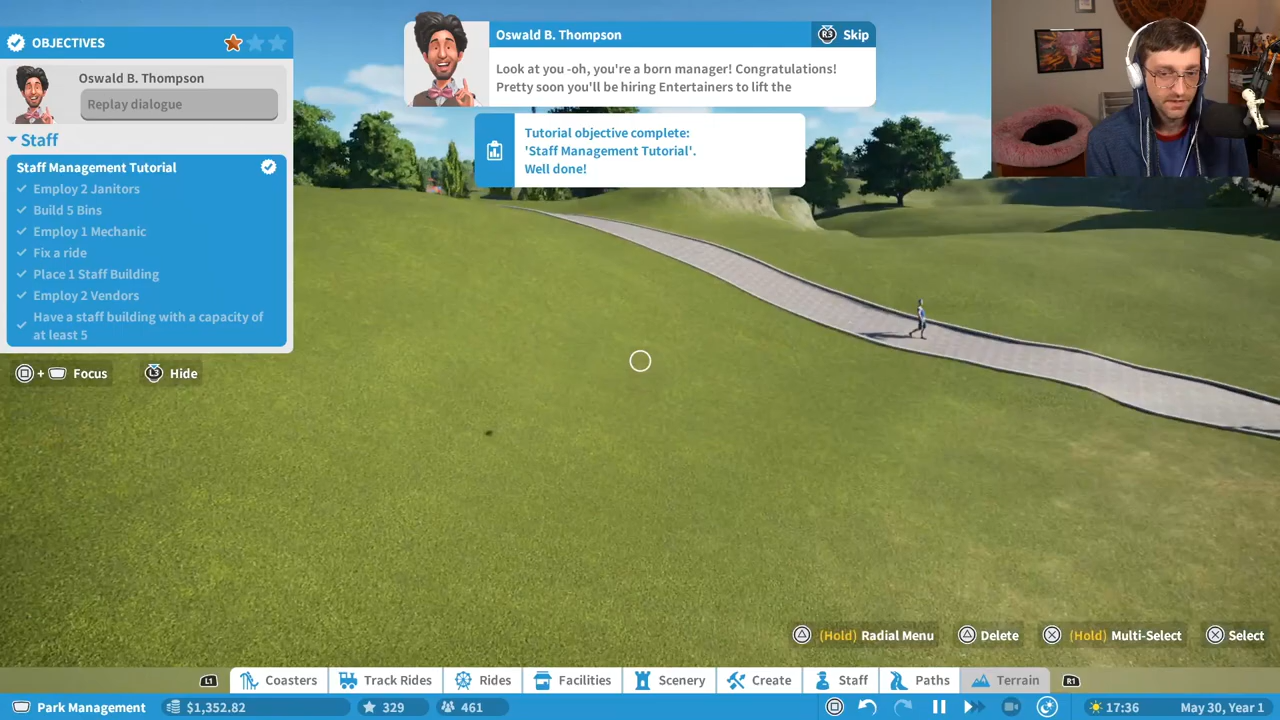 OBJECTIVES
Oswald B. Thompson
Replay dialogue
Staff
Staff Management Tutorial
Employ 2 Janitors
Build 5 Bins
Employ 1 Mechanic
Fix a ride
Place 1 Staff Building
Employ 2 Vendors
Have a staff building with a capacity of
at least 5
+ Focus
L3 Hide
Oswald B. Thompson
R3 Skip
Look at you -oh, you're a born manager! Congratulations!
Pretty soon you'll be hiring Entertainers to lift the
Tutorial objective complete:
'Staff Management Tutorial'.
Well done!
(Hold) Radial Menu
Delete
(Hold) Multi-Select
Select
L1
Coasters
Track Rides
Rides
Facilities
Scenery
Create
Staff
Paths
Terrain
R1
Park Management
$1,352.82
329
461
17:36
May 30, Year 1